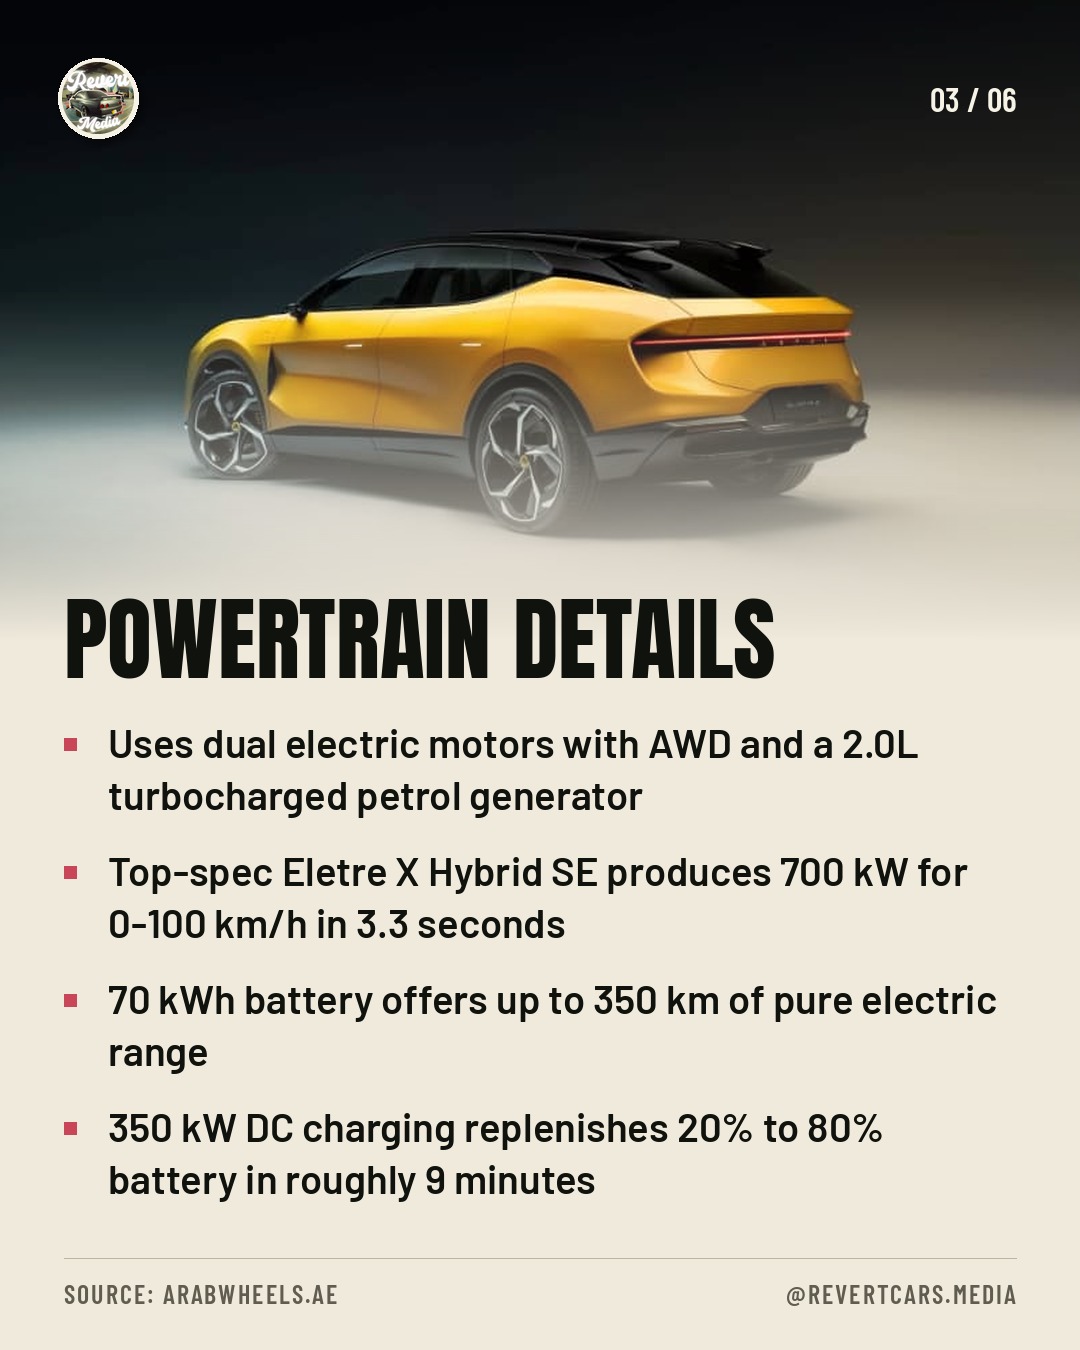 Revert
Media
03 / 06
LOTUS
POWERTRAIN DETAILS
Uses dual electric motors with AWD and a 2.0L
turbocharged petrol generator
Top-spec Eletre X Hybrid SE produces 700 kW for
0-100 km/h in 3.3 seconds
70 kWh battery offers up to 350 km of pure electric
range
350 kW DC charging replenishes 20% to 80%
battery in roughly 9 minutes
SOURCE: ARABWHEELS.AE
@REVERTCARS.MEDIA